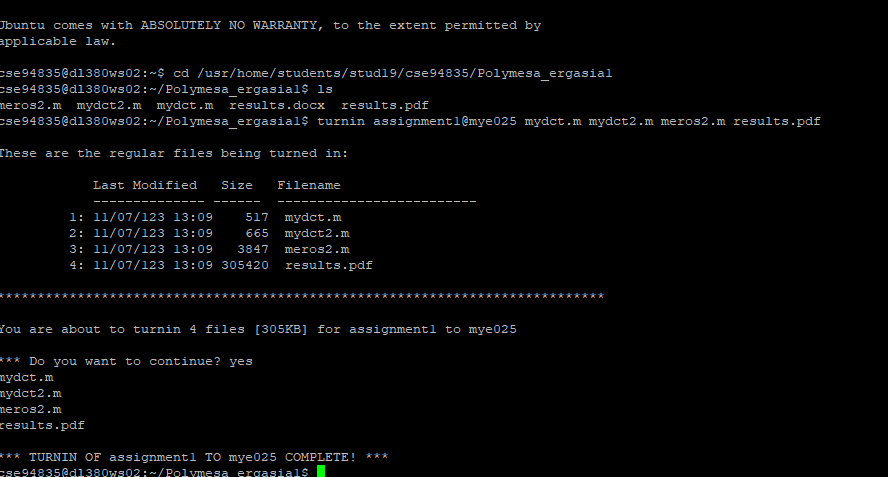 Ubuntu comes with ABSOLUTELY NO WARRANTY, to the extent permitted by
applicable law.
cse94835@dl380ws02:~$ cd /usr/home/students/stud19/cse94835/Polymesa_ergasia1
cse94835@dl380ws02:~/Polymesa_ergasia1$ ls
meros2.m  mydct2.m  mydct.m  results.docx  results.pdf
cse94835@dl380ws02:~/Polymesa_ergasia1$ turnin assignment1@mye025 mydct.m mydct2.m meros2.m results.pdf
These are the regular files being turned in:
Last Modified   Size   Filename
-------------- ------  -------------------------
1: 11/07/123 13:09    517  mydct.m
2: 11/07/123 13:09    665  mydct2.m
3: 11/07/123 13:09   3847  meros2.m
4: 11/07/123 13:09 305420  results.pdf
****************************************************************************
You are about to turnin 4 files [305KB] for assignment1 to mye025
*** Do you want to continue? yes
mydct.m
mydct2.m
meros2.m
results.pdf
*** TURNIN OF assignment1 TO mye025 COMPLETE! ***
cse94835@dl380ws02:~/Polymesa_ergasia1$